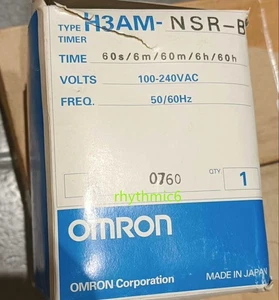 TYPE H3AM-NSR-B
TIMER
TIME 60s/6m/60m/6h/60h
VOLTS 100-240VAC
FREQ. 50/60Hz
0760
QTY 1
rhythmic6
OMRON
OMRON Corporation MADE IN JAPAN